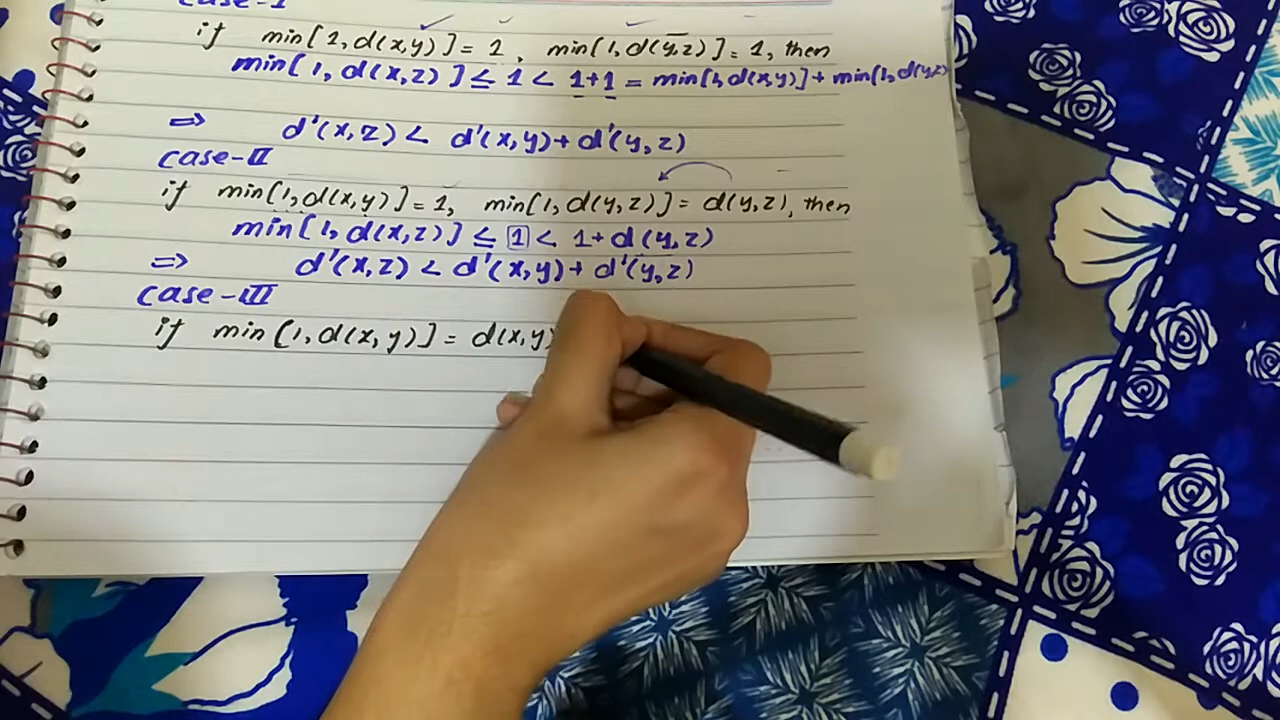 case-I
if min[1, d(x,y)] = 1, min[1, d(y,z)] = 1, then
min[1, d(x,z)] ≤ 1 < 1+1 = min[1, d(x,y)] + min[1, d(y,z)
⇒ d'(x,z) < d'(x,y) + d'(y,z)
case-II
if min[1, d(x,y)] = 1, min[1, d(y,z)] = d(y,z), then
min[1, d(x,z)] ≤ 1 < 1+ d(y,z)
⇒ d'(x,z) < d'(x,y) + d'(y,z)
case-III
if min[1, d(x,y)] = d(x,y)